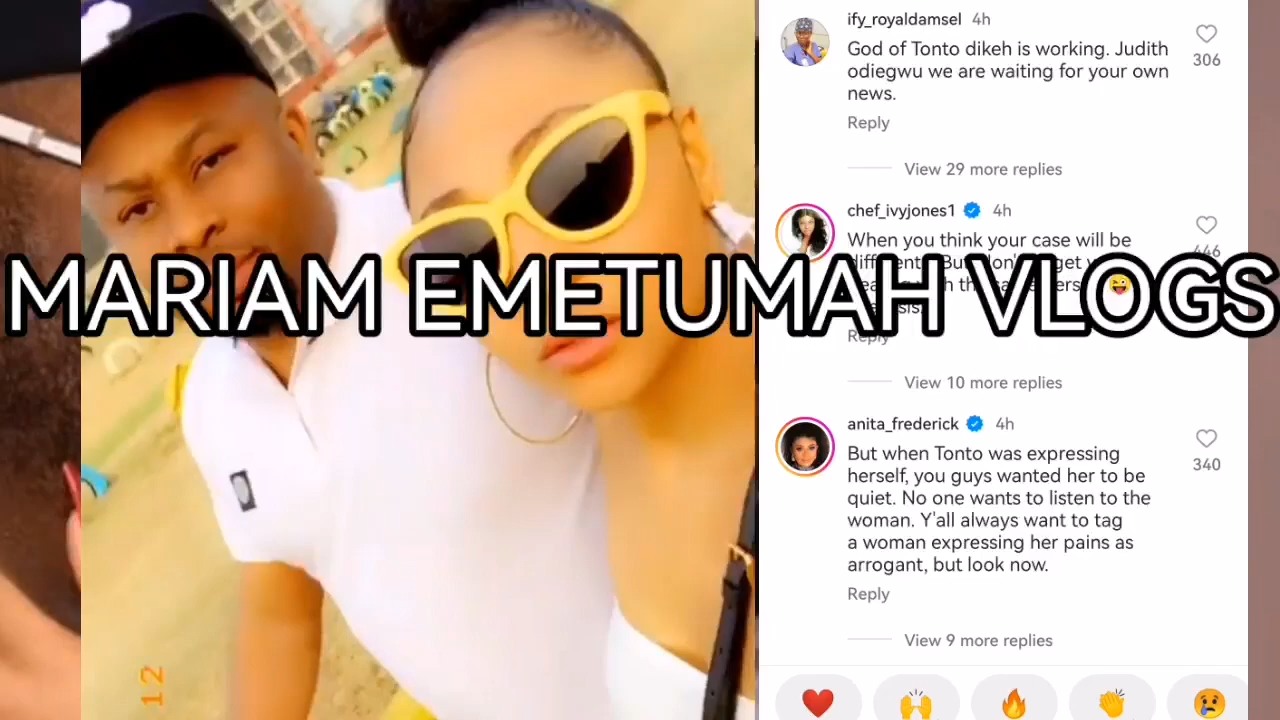 ify_royaldamsel 4h
God of Tonto dikeh is working. Judith
odiegwu we are waiting for your own
news.
306
Reply
View 29 more replies
chef_ivyjones1 4h
When you think your case will be
446
MARIAM EMETUMAH VLOGS
Reply
View 10 more replies
anita_frederick 4h
But when Tonto was expressing
herself, you guys wanted her to be
quiet. No one wants to listen to the
woman. Y'all always want to tag
a woman expressing her pains as
arrogant, but look now.
340
Reply
View 9 more replies
12